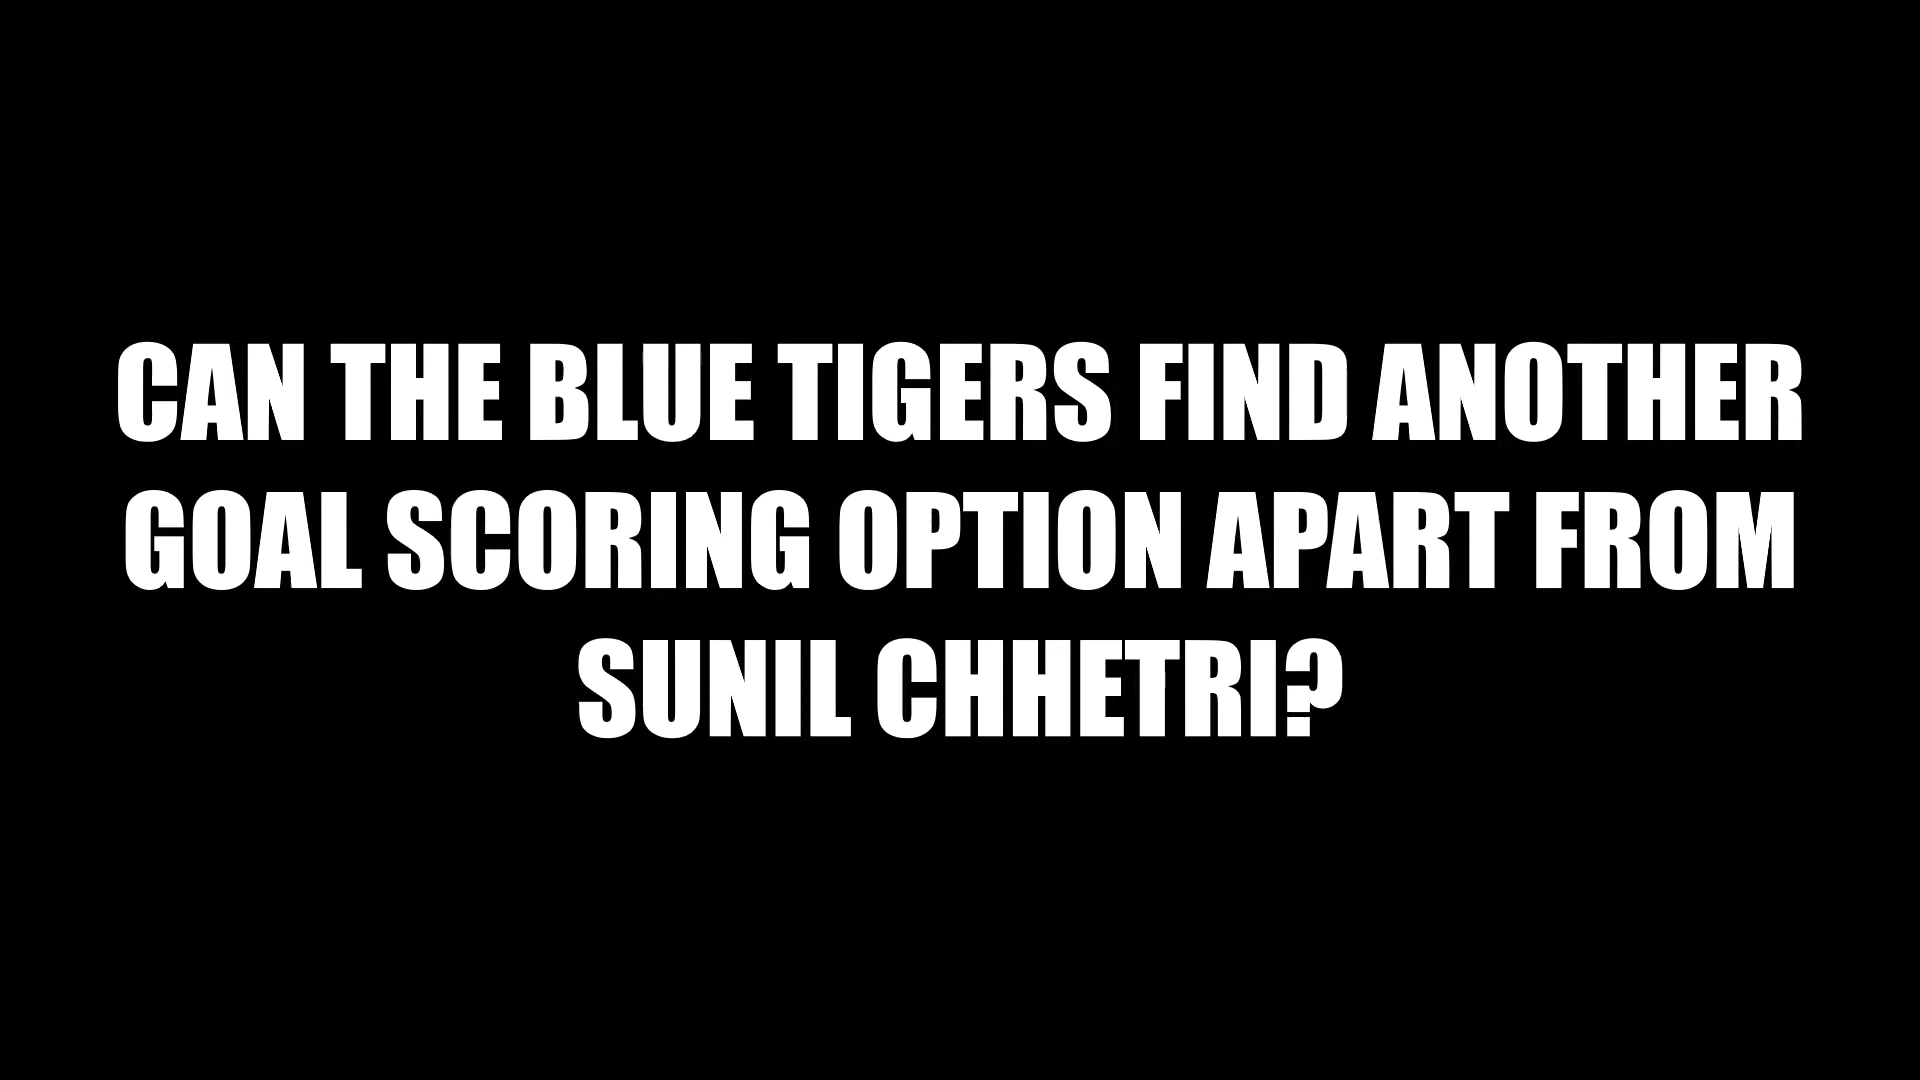 CAN THE BLUE TIGERS FIND ANOTHER
GOAL SCORING OPTION APART FROM
SUNIL CHHETRI?